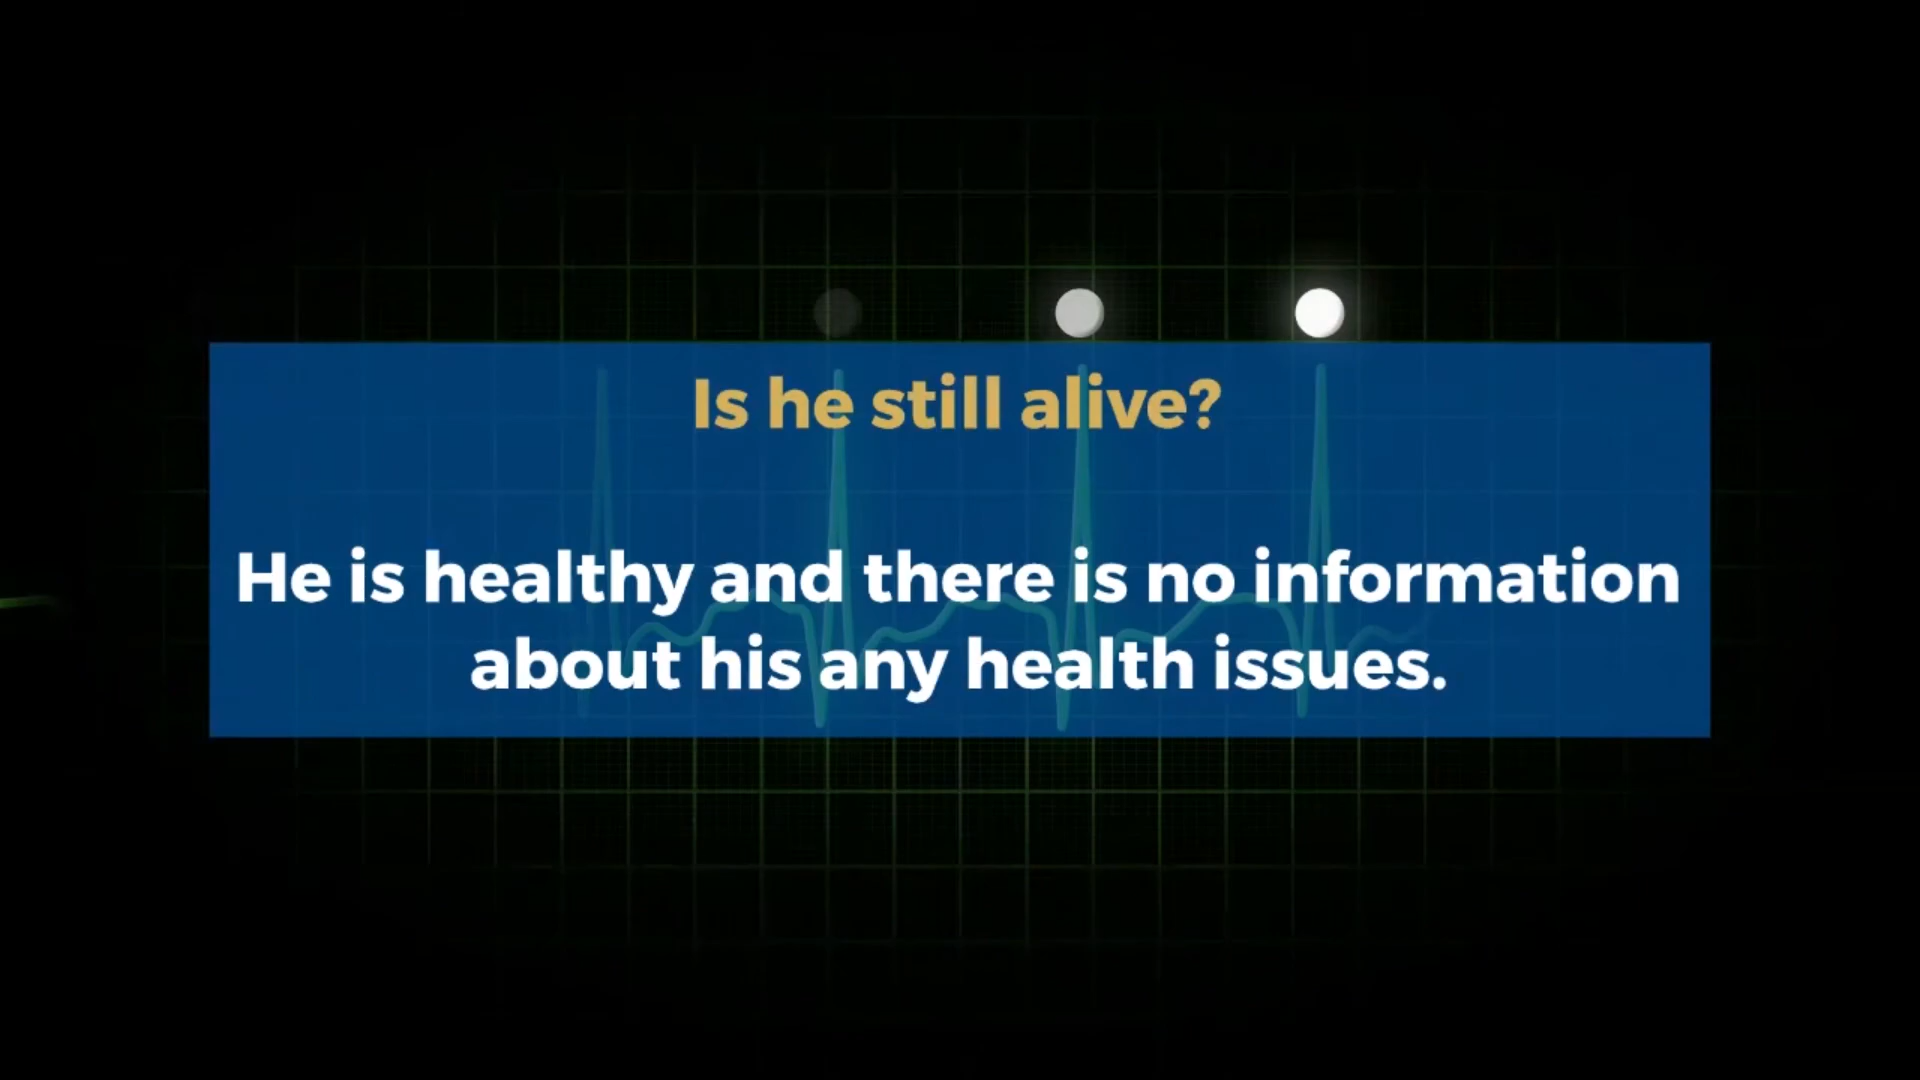 Is he still alive?
He is healthy and there is no information
about his any health issues.